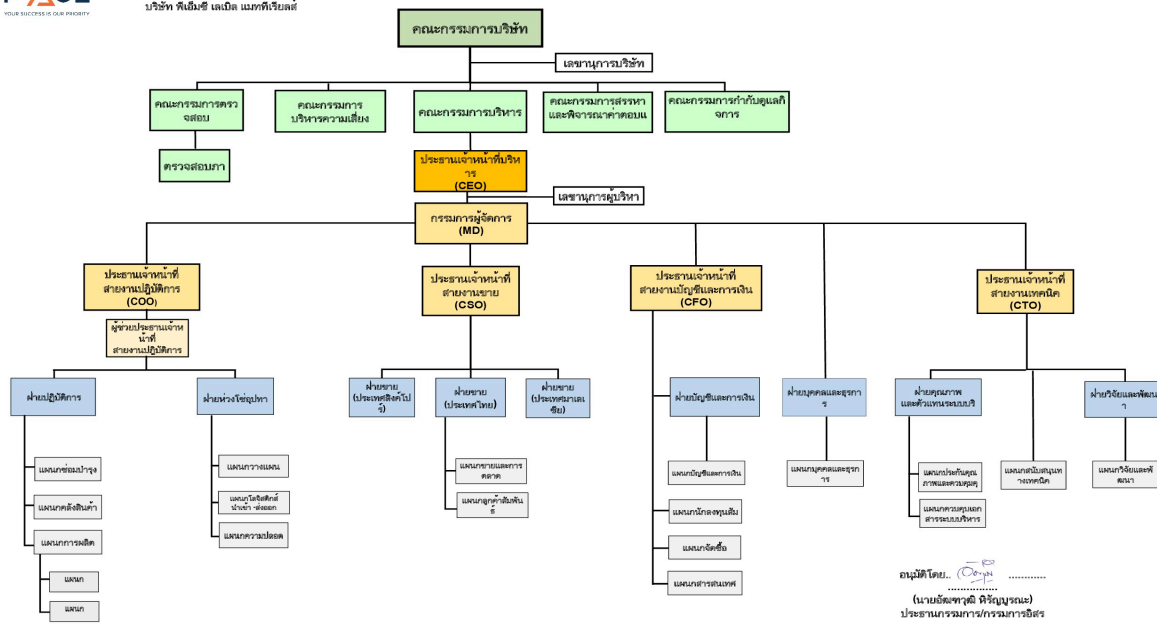 YOUR SUCCESS IS OUR PRIORITY
บริษัท พีเอ็มซี เลเบิล แมททีเรียลส์
คณะกรรมการบริษัท
เลขานุการบริษัท
คณะกรรมการตรว
จสอบ
คณะกรรมการ
บริหารความเสี่ยง
คณะกรรมการบริหาร
คณะกรรมการสรรหา
และพิจารณาค่าตอบแ
คณะกรรมการกำกับดูแลกิ
จการ
ตรวจสอบภา
ประธานเจ้าหน้าที่บริห
าร
(CEO)
เลขานุการผู้บริหา
กรรมการผู้จัดการ
(MD)
ประธานเจ้าหน้าที่
สายงานปฏิบัติการ
(COO)
ประธานเจ้าหน้าที่
สายงานขาย
(CSO)
ประธานเจ้าหน้าที่
สายงานบัญชีและการเงิน
(CFO)
ประธานเจ้าหน้าที่
สายงานเทคนิค
(CTO)
ผู้ช่วยประธานเจ้าห
น้าที่
สายงานปฏิบัติการ
ฝ่ายปฏิบัติการ
ฝ่ายห่วงโซ่อุปทา
ฝ่ายขาย
(ประเทศสิงคโป
ร์)
ฝ่ายขาย
(ประเทศไทย)
ฝ่ายขาย
(ประเทศมาเลเ
ซีย)
ฝ่ายบัญชีและการเงิน
ฝ่ายบุคคลและธุรกา
ร
ฝ่ายคุณภาพ
และตัวแทนระบบบริ
ฝ่ายวิจัยและพัฒน
า
แผนกซ่อมบำรุง
แผนกคลังสินค้า
แผนกการผลิต
แผนก
แผนก
แผนกวางแผน
แผนกโลจิสติกส์
นำเข้า -ส่งออก
แผนกความปลอด
แผนกขายและการ
ตลาด
แผนกลูกค้าสัมพัน
ธ์
แผนกบัญชีและการเงิน
แผนกนักลงทุนสัม
แผนกจัดซื้อ
แผนกสารสนเทศ
แผนกบุคคลและธุรกา
ร
แผนกประกันคุณ
ภาพและควบคุมคุ
แผนกควบคุมเอก
สารระบบบริหาร
แผนกสนับสนุนท
างเทคนิค
แผนกวิจัยและพั
ฒนา
อนุมัติโดย..
(นายอัฒฑวุฒิ หิรัญบูรณะ)
ประธานกรรมการ/กรรมการอิสร